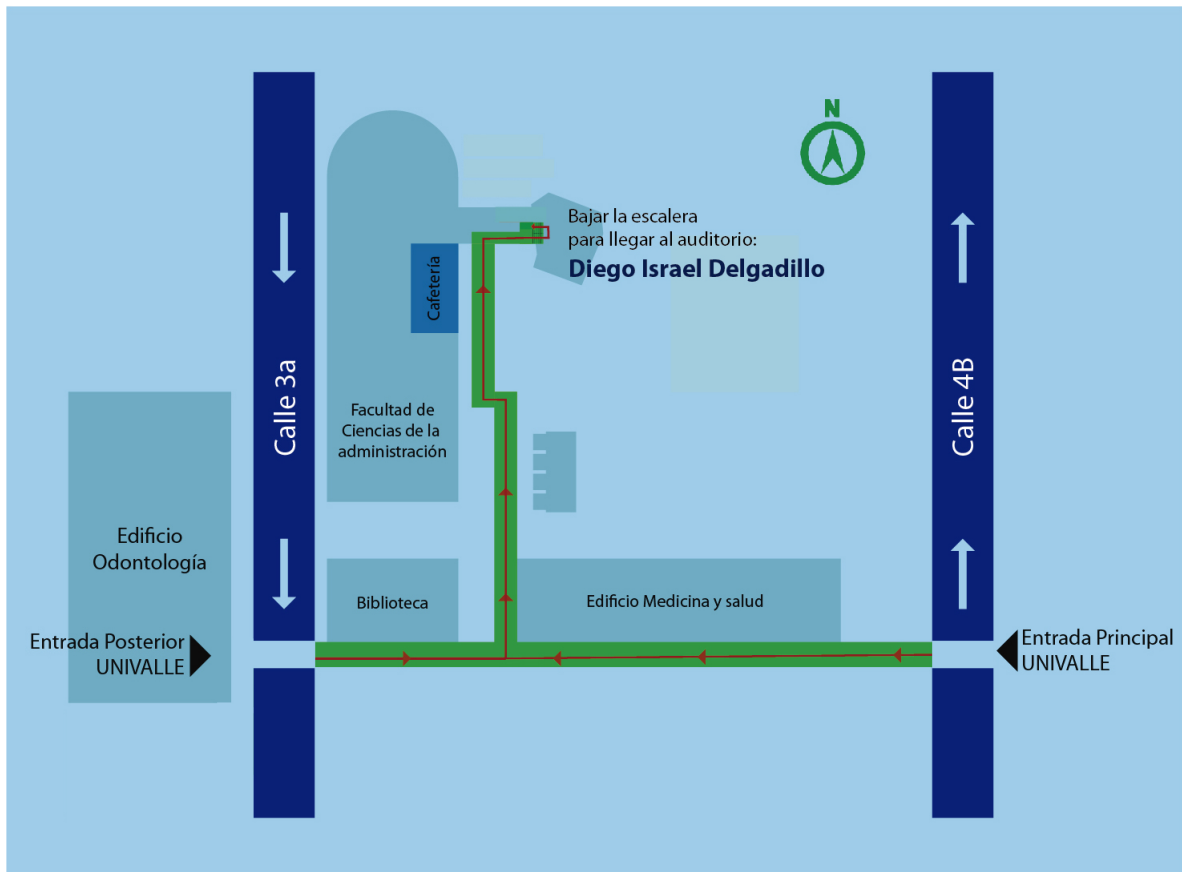 N
Bajar la escalera
para llegar al auditorio:
Diego Israel Delgadillo
Cafetería
Calle 3a
Calle 4B
Facultad de
Ciencias de la
administración
Edificio
Odontología
Biblioteca
Edificio Medicina y salud
Entrada Posterior
UNIVALLE
Entrada Principal
UNIVALLE